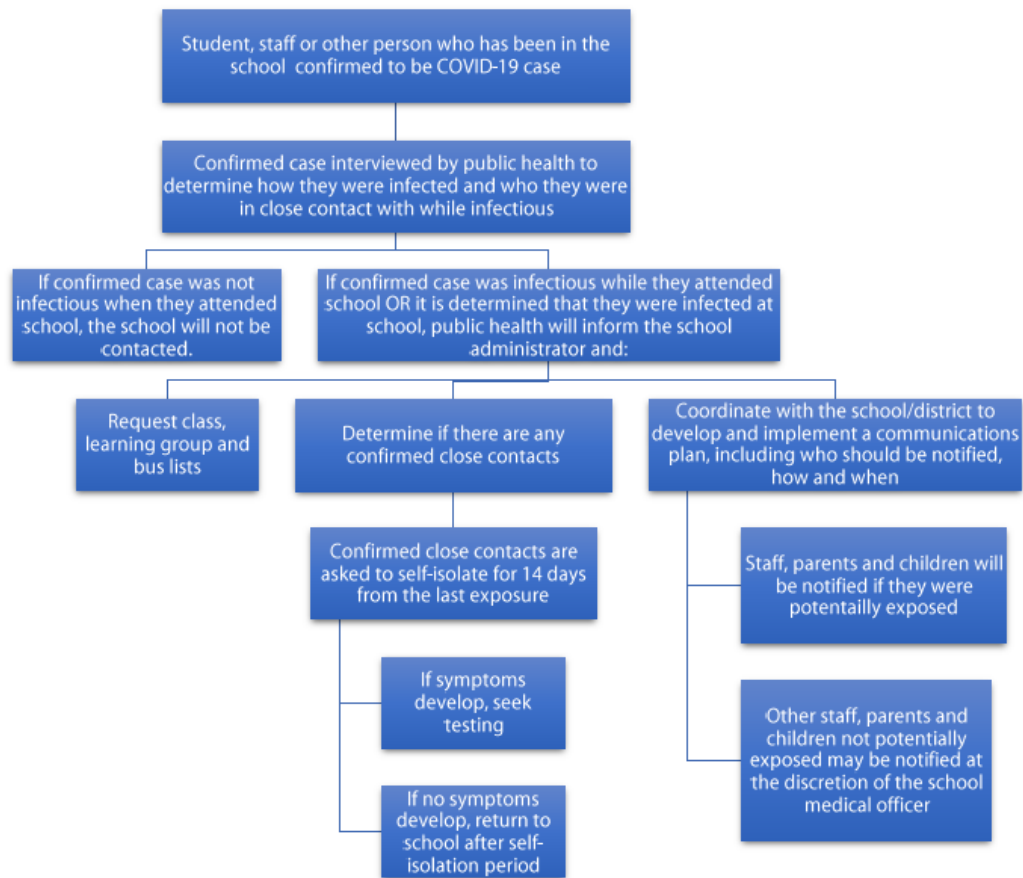 Student, staff or other person who has been in the
school confirmed to be COVID-19 case
Confirmed case interviewed by public health to
determine how they were infected and who they were
in close contact with while infectious
If confirmed case was not
infectious when they attended
school, the school will not be
contacted.
If confirmed case was infectious while they attended
school OR it is determined that they were infected at
school, public health will inform the school
administrator and:
Request class,
learning group and
bus lists
Determine if there are any
confirmed close contacts
Coordinate with the school/district to
develop and implement a communications
plan, including who should be notified,
how and when
Confirmed close contacts are
asked to self-isolate for 14 days
from the last exposure
Staff, parents and children will
be notified if they were
potentailly exposed
If symptoms
develop, seek
testing
Other staff, parents and
children not potentially
exposed may be notified at
the discretion of the school
medical officer
If no symptoms
develop, return to
school after self-
isolation period